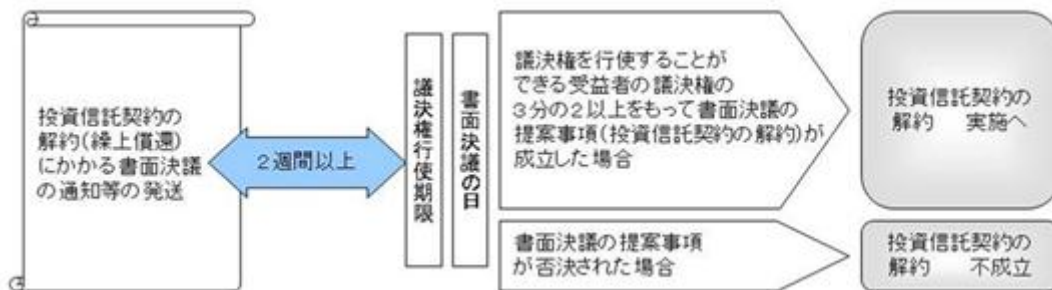 投資信託契約の
解約(繰上償還)
にかかる書面決議
の通知等の発送
2週間以上
議決権行使期限
書面決議の日
議決権を行使することが
できる受益者の議決権の
3分の2以上をもって書面決議の
提案事項(投資信託契約の解約)が
成立した場合
投資信託契約の
解約 実施へ
書面決議の提案事項
が否決された場合
投資信託契約の
解約 不成立